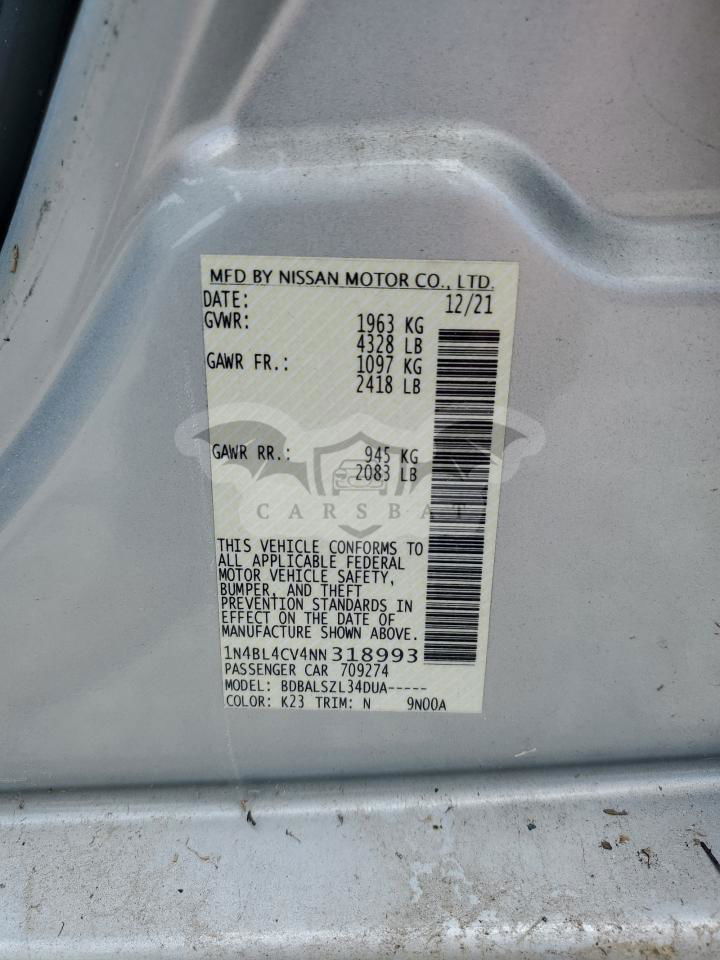 MFD BY NISSAN MOTOR CO., LTD.
DATE: 12/21
GVWR: 1963 KG
4328 LB
GAWR FR.: 1097 KG
2418 LB
GAWR RR.: 945 KG
2083 LB
CARSBAT
THIS VEHICLE CONFORMS TO
ALL APPLICABLE FEDERAL
MOTOR VEHICLE SAFETY,
BUMPER, AND THEFT
PREVENTION STANDARDS IN
EFFECT ON THE DATE OF
MANUFACTURE SHOWN ABOVE.
1N4BL4CV4NN318993
PASSENGER CAR 709274
MODEL: BDBALSZL34DUA-----
COLOR: K23 TRIM: N 9N00A